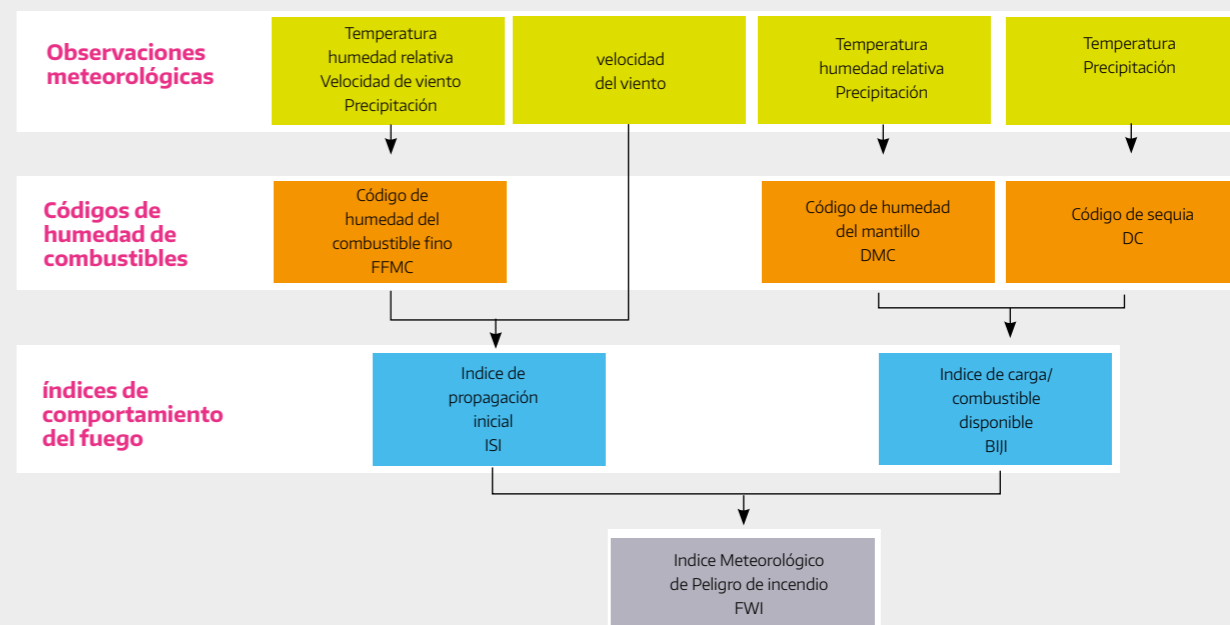 Observaciones
meteorológicas
Temperatura
humedad relativa
Velocidad de viento
Precipitación
velocidad
del viento
Temperatura
humedad relativa
Precipitación
Temperatura
Precipitación
Códigos de
humedad de
combustibles
Código de
humedad del
combustible fino
FFMC
Código de humedad
del mantillo
DMC
Código de sequia
DC
índices de
comportamiento
del fuego
Indice de
propagación
inicial
ISI
Indice de carga/
combustible
disponible
BIJI
Indice Meteorológico
de Peligro de incendio
FWI